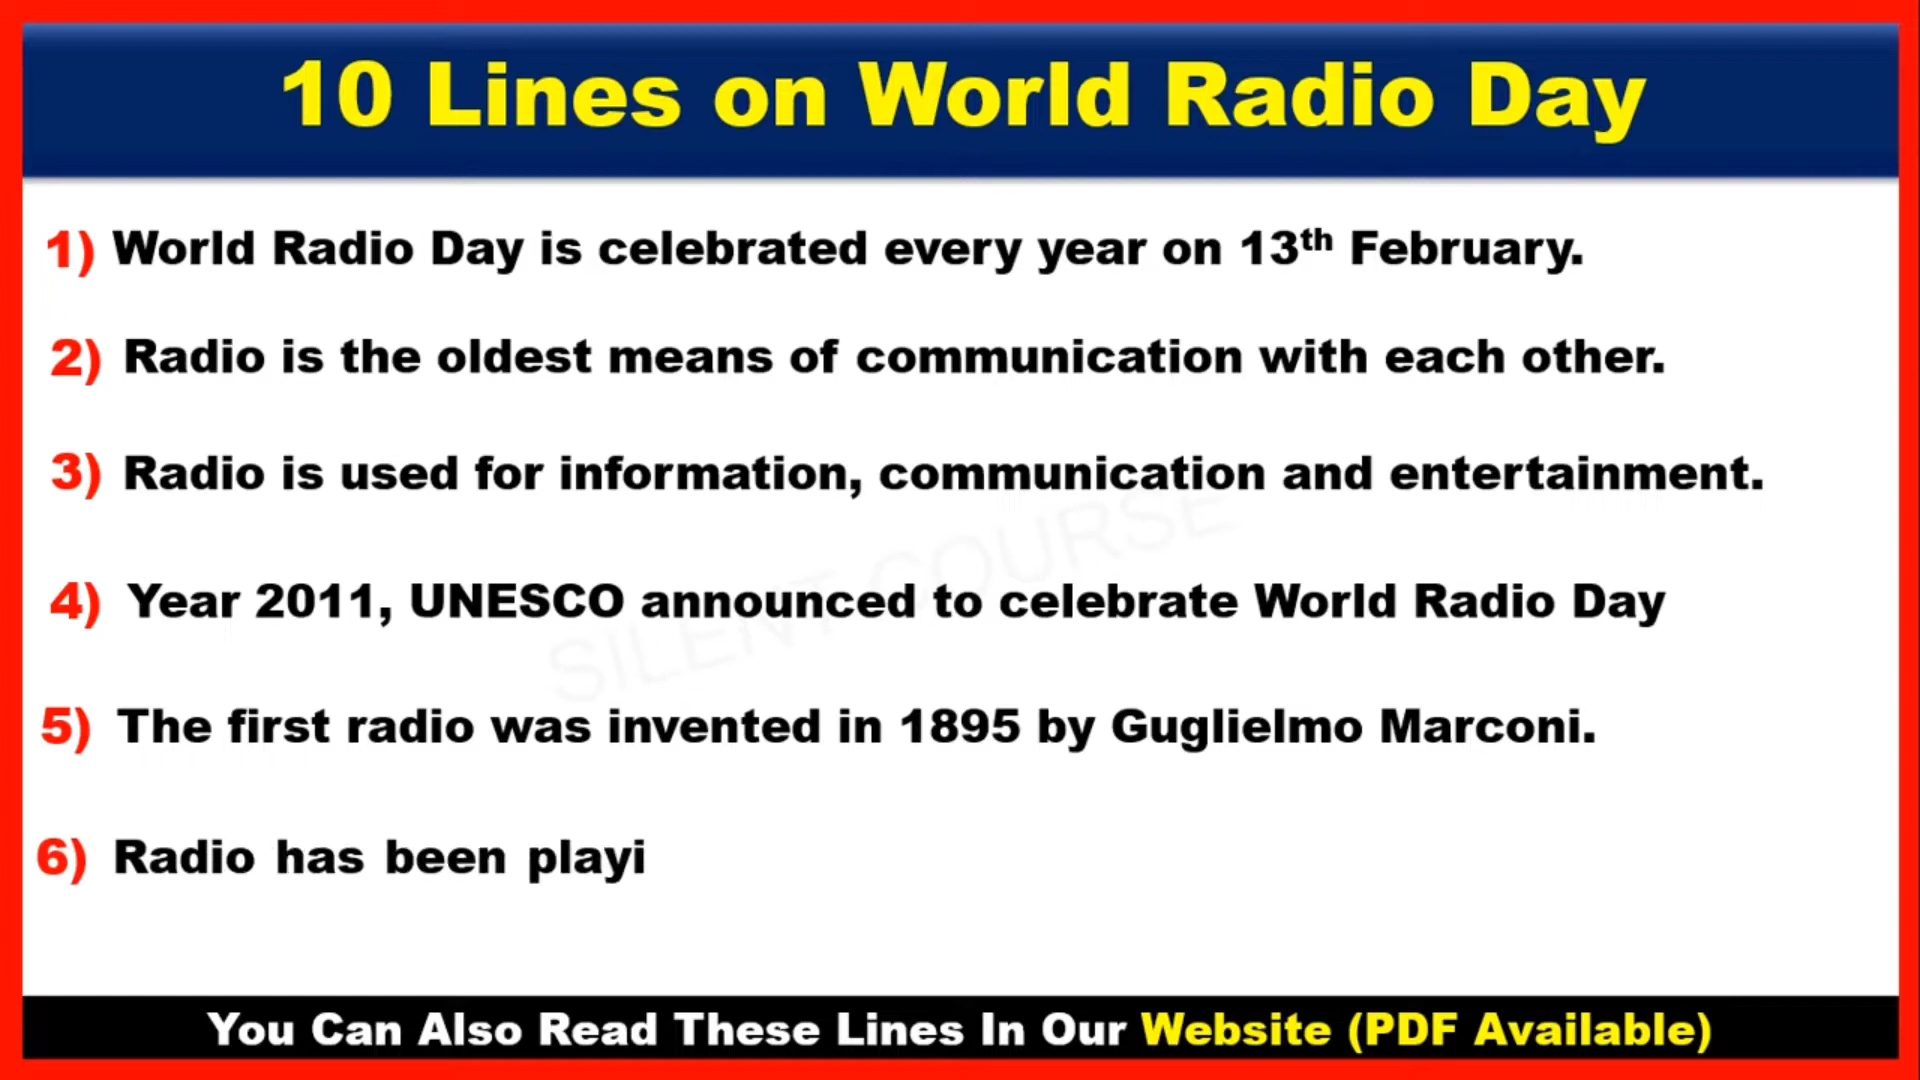 10 Lines on World Radio Day
1) World Radio Day is celebrated every year on 13th February.
2) Radio is the oldest means of communication with each other.
3) Radio is used for information, communication and entertainment.
4) Year 2011, UNESCO announced to celebrate World Radio Day
5) The first radio was invented in 1895 by Guglielmo Marconi.
6) Radio has been playi
SILENT COURSE
You Can Also Read These Lines In Our Website (PDF Available)